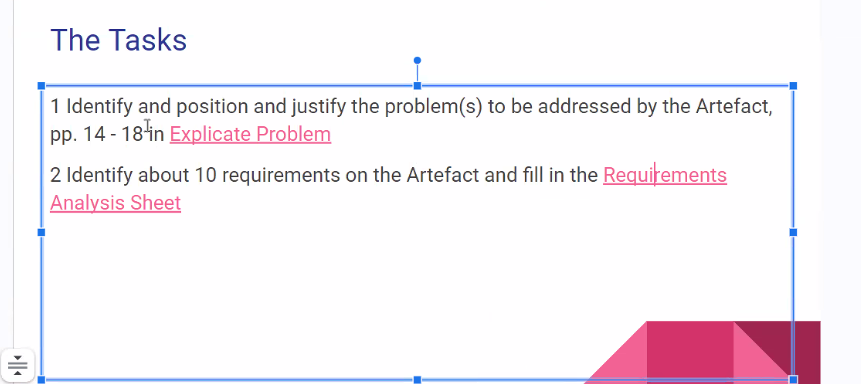 The Tasks
1 Identify and position and justify the problem(s) to be addressed by the Artefact,
pp. 14 - 18 in Explicate Problem
2 Identify about 10 requirements on the Artefact and fill in the Requirements
Analysis Sheet